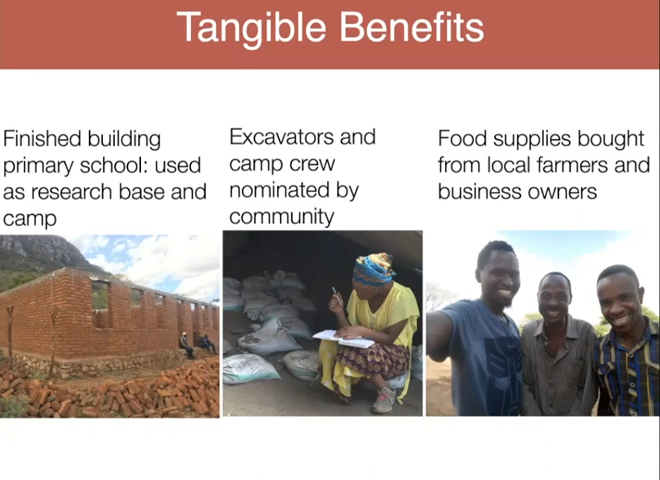 Tangible Benefits
Finished building
primary school: used
as research base and
camp
Excavators and
camp crew
nominated by
community
Food supplies bought
from local farmers and
business owners